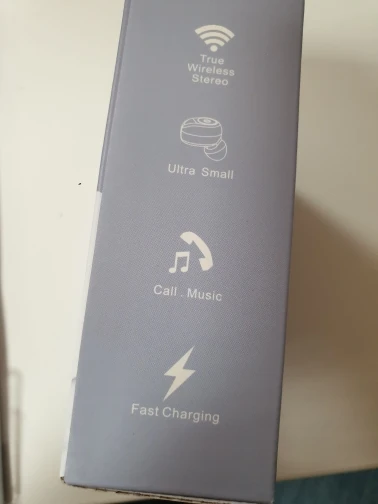 True
Wireless
Stereo
Ultra Small
Call . Music
Fast Charging